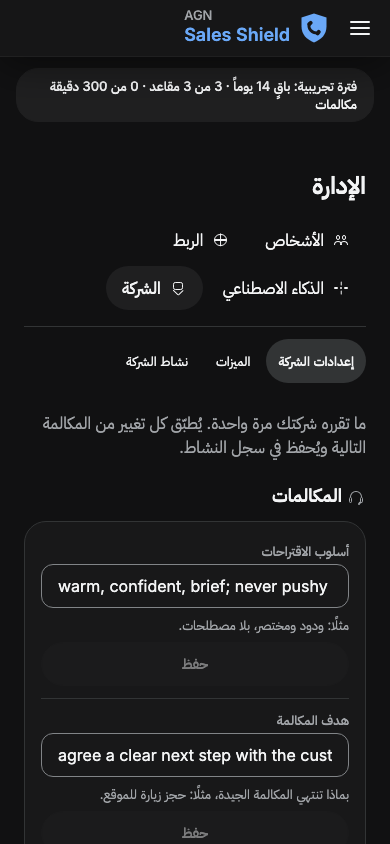 AGN
Sales Shield
فترة تجريبية: باقٍ 14 يوماً · 3 من 3 مقاعد · 0 من 300 دقيقة
مكالمات
الإدارة
الأشخاص
الربط
الذكاء الاصطناعي
الشركة
إعدادات الشركة
الميزات
نشاط الشركة
ما تقرره شركتك مرة واحدة. يُطبّق كل تغيير من المكالمة
التالية ويُحفظ في سجل النشاط.
المكالمات
أسلوب الاقتراحات
warm, confident, brief; never pushy
مثلًا: ودود ومختصر، بلا مصطلحات.
حفظ
هدف المكالمة
agree a clear next step with the cust
بماذا تنتهي المكالمة الجيدة، مثلًا: حجز زيارة للموقع.
حفظ